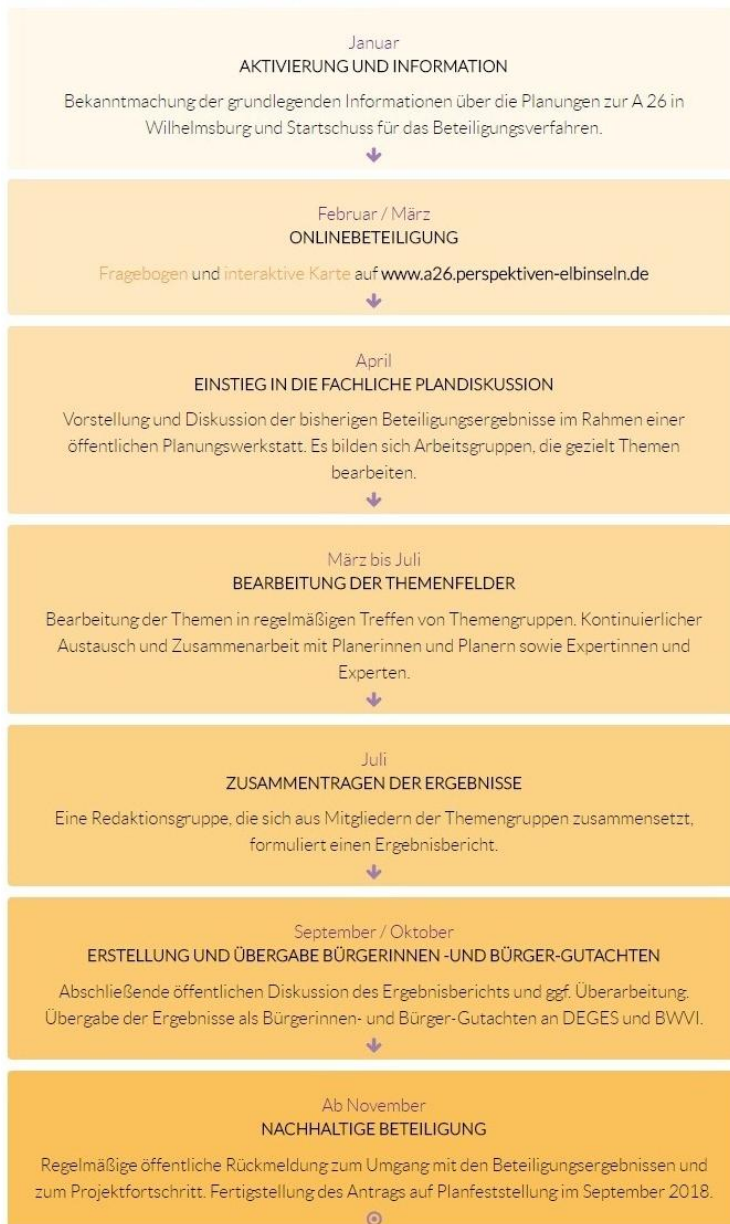 Januar
AKTIVIERUNG UND INFORMATION
Bekanntmachung der grundlegenden Informationen über die Planungen zur A 26 in
Wilhelmsburg und Startschuss für das Beteiligungsverfahren.
Februar / März
ONLINEBETEILIGUNG
Fragebogen und interaktive Karte auf www.a26.perspektiven-elbinseln.de
April
EINSTIEG IN DIE FACHLICHE PLANDISKUSSION
Vorstellung und Diskussion der bisherigen Beteiligungsergebnisse im Rahmen einer
öffentlichen Planungswerkstatt. Es bilden sich Arbeitsgruppen, die gezielt Themen
bearbeiten.
März bis Juli
BEARBEITUNG DER THEMENFELDER
Bearbeitung der Themen in regelmäßigen Treffen von Themengruppen. Kontinuierlicher
Austausch und Zusammenarbeit mit Planerinnen und Planern sowie Expertinnen und
Experten.
Juli
ZUSAMMENTRAGEN DER ERGEBNISSE
Eine Redaktionsgruppe, die sich aus Mitgliedern der Themengruppen zusammensetzt,
formuliert einen Ergebnisbericht.
September / Oktober
ERSTELLUNG UND ÜBERGABE BÜRGERINNEN -UND BÜRGER-GUTACHTEN
Abschließende öffentlichen Diskussion des Ergebnisberichts und ggf. Überarbeitung.
Übergabe der Ergebnisse als Bürgerinnen- und Bürger-Gutachten an DEGES und BWVI.
Ab November
NACHHALTIGE BETEILIGUNG
Regelmäßige öffentliche Rückmeldung zum Umgang mit den Beteiligungsergebnissen und
zum Projektfortschritt. Fertigstellung des Antrags auf Planfeststellung im September 2018.